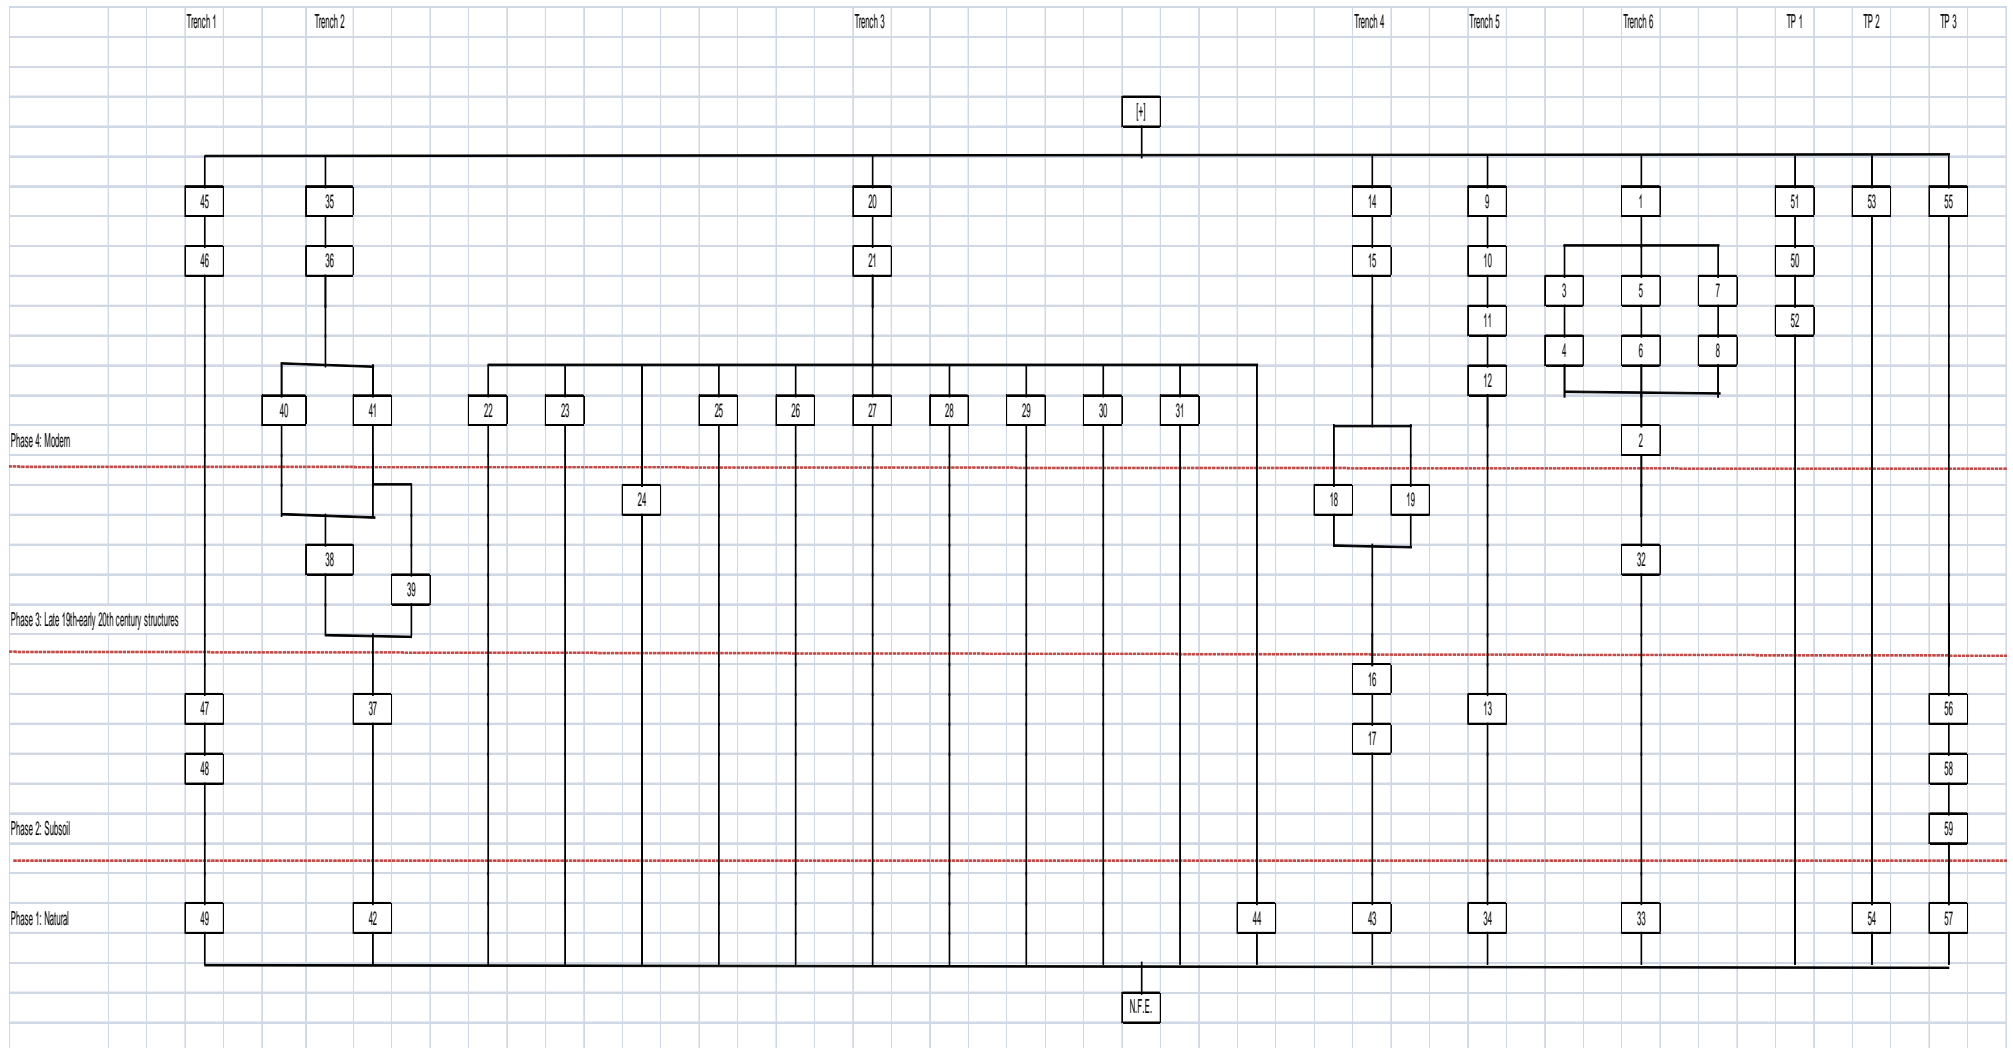 Trench 1 Trench 2 Trench 3 Trench 4 Trench 5 Trench 6 TP 1 TP 2 TP 3
[+]
45 35 20 14 9 1 51 53 55
46 36 21 15 10 50
3 5 7
11 52
4 6 8
12
40 41 22 23 25 26 27 28 29 30 31
Phase 4: Modern 2
24 18 19
38 32
39
Phase 3: Late 19th-early 20th century structures
16
47 37 13 56
17
48 58
Phase 2: Subsoil 59
Phase 1: Natural 49 42 44 43 34 33 54 57
N.F.E.